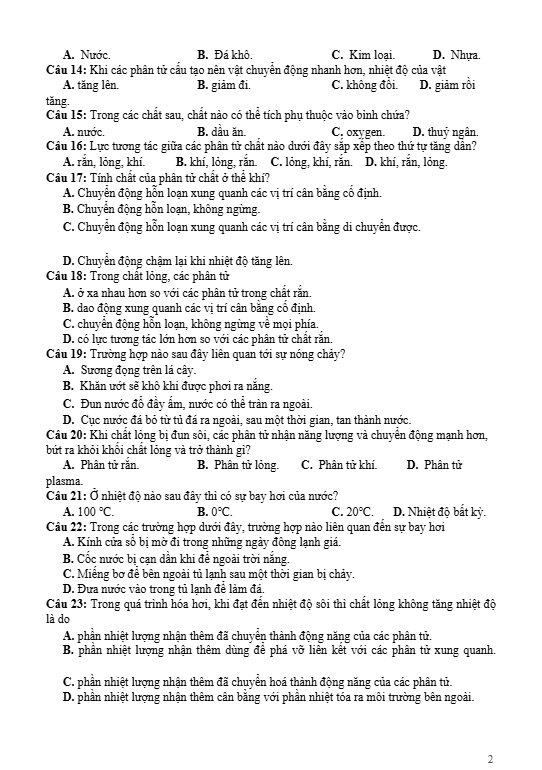 A. Nước. B. Đá khô. C. Kim loại. D. Nhựa.
Câu 14: Khi các phân tử cấu tạo nên vật chuyển động nhanh hơn, nhiệt độ của vật
A. tăng lên. B. giảm đi. C. không đổi. D. giảm rồi
tăng.
Câu 15: Trong các chất sau, chất nào có thể tích phụ thuộc vào bình chứa?
A. nước. B. dầu ăn. C. oxygen. D. thuỷ ngân.
Câu 16: Lực tương tác giữa các phân tử chất nào dưới đây sắp xếp theo thứ tự tăng dần?
A. rắn, lỏng, khí. B. khí, lỏng, rắn. C. lỏng, khí, rắn. D. khí, rắn, lỏng.
Câu 17: Tính chất của phân tử chất ở thể khí?
A. Chuyển động hỗn loạn xung quanh các vị trí cân bằng cố định.
B. Chuyển động hỗn loạn, không ngừng.
C. Chuyển động hỗn loạn xung quanh các vị trí cân bằng di chuyển được.
D. Chuyển động chậm lại khi nhiệt độ tăng lên.
Câu 18: Trong chất lỏng, các phân tử
A. ở xa nhau hơn so với các phân tử trong chất rắn.
B. dao động xung quanh các vị trí cân bằng cố định.
C. chuyển động hỗn loạn, không ngừng về mọi phía.
D. có lực tương tác lớn hơn so với các phân tử chất rắn.
Câu 19: Trường hợp nào sau đây liên quan tới sự nóng chảy?
A. Sương đọng trên lá cây.
B. Khăn ướt sẽ khô khi được phơi ra nắng.
C. Đun nước đổ đầy ấm, nước có thể tràn ra ngoài.
D. Cục nước đá bỏ từ tủ đá ra ngoài, sau một thời gian, tan thành nước.
Câu 20: Khi chất lỏng bị đun sôi, các phân tử nhận năng lượng và chuyển động mạnh hơn,
bứt ra khỏi khối chất lỏng và trở thành gì?
A. Phân tử rắn. B. Phân tử lỏng. C. Phân tử khí. D. Phân tử
plasma.
Câu 21: Ở nhiệt độ nào sau đây thì có sự bay hơi của nước?
A. 100 °C. B. 0°C. C. 20°C. D. Nhiệt độ bất kỳ.
Câu 22: Trong các trường hợp dưới đây, trường hợp nào liên quan đến sự bay hơi
A. Kính cửa sổ bị mờ đi trong những ngày đông lạnh giá.
B. Cốc nước bị cạn dần khi để ngoài trời nắng.
C. Miếng bơ để bên ngoài tủ lạnh sau một thời gian bị chảy.
D. Đưa nước vào trong tủ lạnh để làm đá.
Câu 23: Trong quá trình hóa hơi, khi đạt đến nhiệt độ sôi thì chất lỏng không tăng nhiệt độ
là do
A. phần nhiệt lượng nhận thêm đã chuyển thành động năng của các phân tử.
B. phần nhiệt lượng nhận thêm dùng để phá vỡ liên kết với các phân tử xung quanh.
C. phần nhiệt lượng nhận thêm đã chuyển hoá thành động năng của các phân tử.
D. phần nhiệt lượng nhận thêm cân bằng với phần nhiệt tỏa ra môi trường bên ngoài.
2